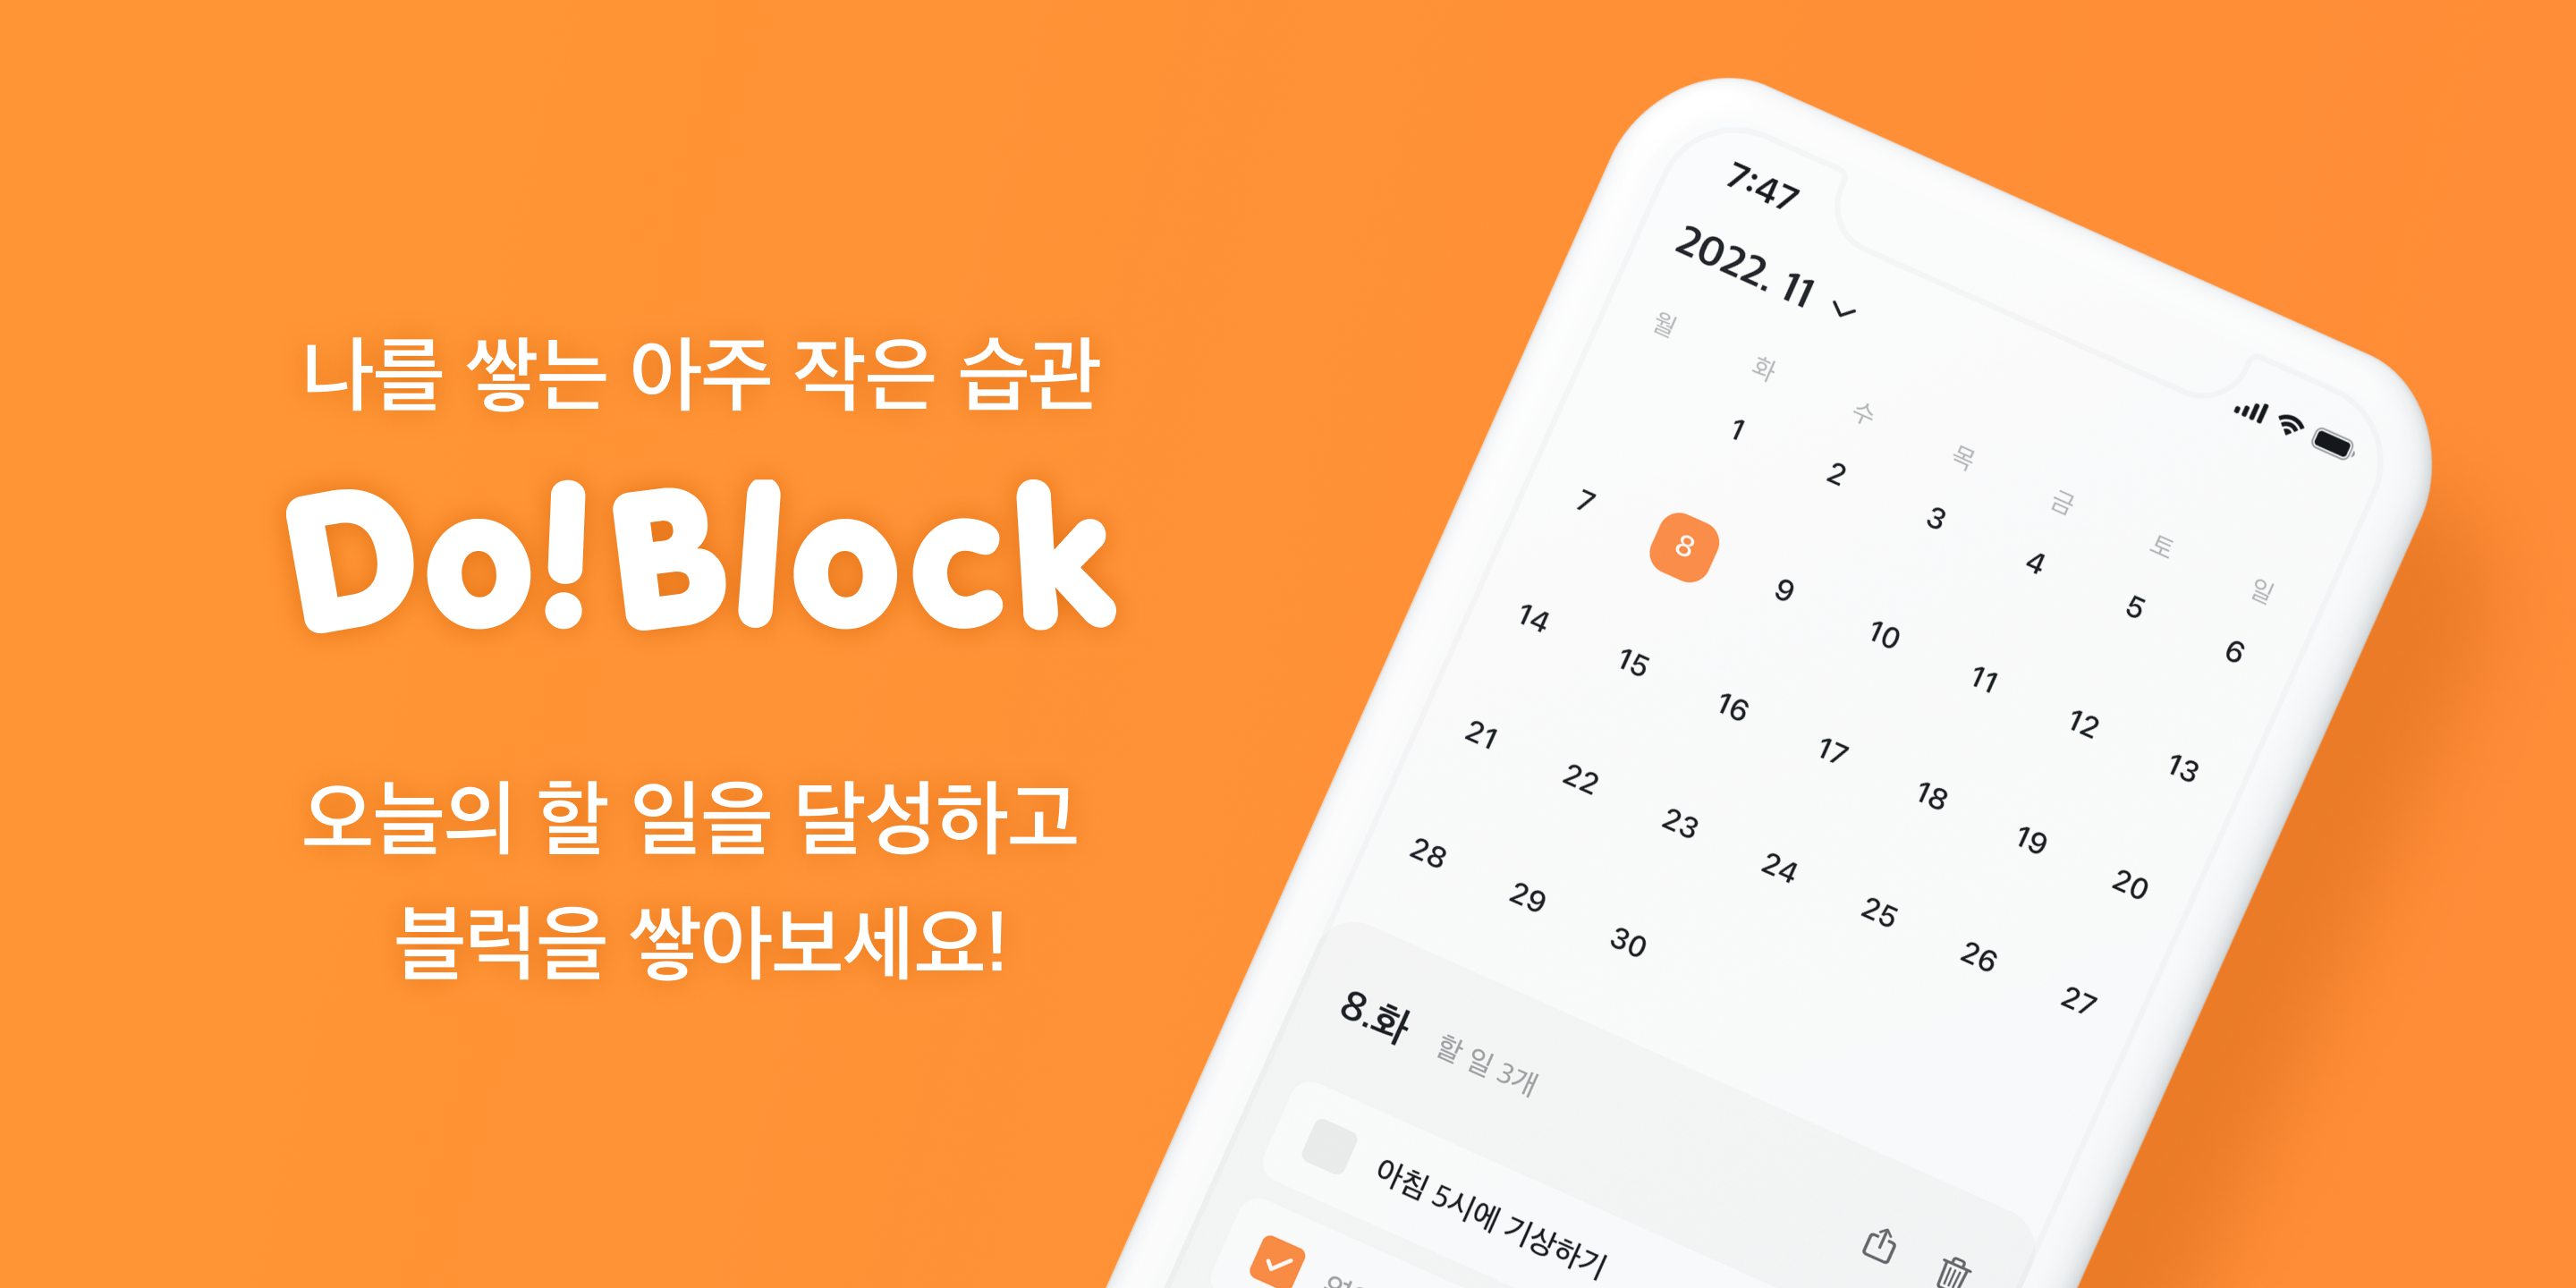 나를 쌓는 아주 작은 습관
Do!Block
오늘의 할 일을 달성하고
블럭을 쌓아보세요!
7:47
2022. 11
월 화 수 목 금 토 일
1 2 3 4 5 6
7 8 9 10 11 12 13
14 15 16 17 18 19 20
21 22 23 24 25 26 27
28 29 30
8.화 할 일 3개
아침 5시에 기상하기